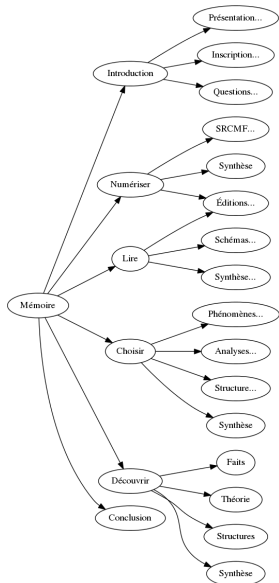 Présentation...
Inscription...
Introduction
Questions...
SRCMF...
Synthèse
Numériser
Éditions...
Lire
Schémas...
Synthèse...
Mémoire
Phénomènes...
Choisir
Analyses...
Structure...
Synthèse
Faits
Découvrir
Théorie
Conclusion
Structures
Synthèse